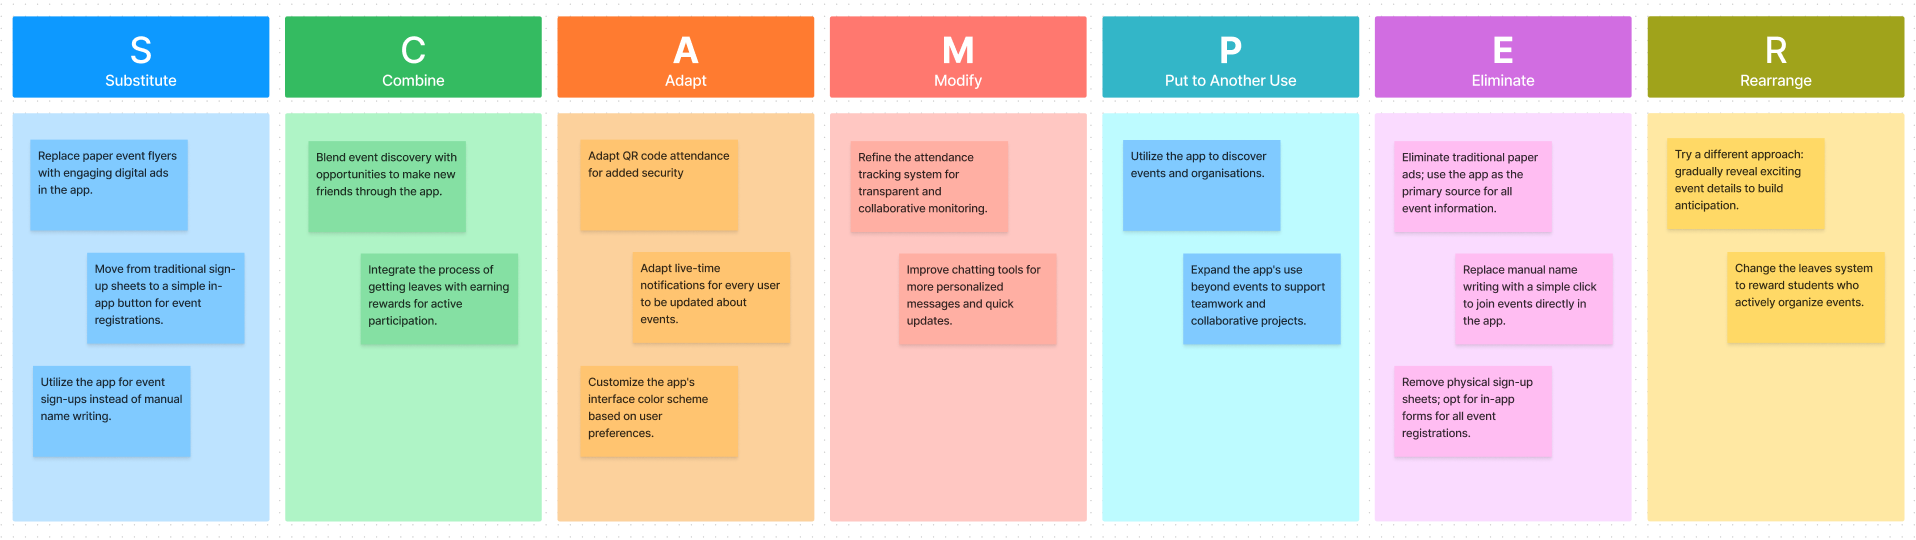 S
Substitute
Replace paper event flyers
with engaging digital ads
in the app.
Move from traditional sign-
up sheets to a simple in-
app button for event
registrations.
Utilize the app for event
sign-ups instead of manual
name writing.
C
Combine
Blend event discovery with
opportunities to make new
friends through the app.
Integrate the process of
getting leaves with earning
rewards for active
participation.
A
Adapt
Adapt QR code attendance
for added security
Adapt live-time
notifications for every user
to be updated about
events.
Customize the app's
interface color scheme
based on user
preferences.
M
Modify
Refine the attendance
tracking system for
transparent and
collaborative monitoring.
Improve chatting tools for
more personalized
messages and quick
updates.
P
Put to Another Use
Utilize the app to discover
events and organisations.
Expand the app's use
beyond events to support
teamwork and
collaborative projects.
E
Eliminate
Eliminate traditional paper
ads; use the app as the
primary source for all
event information.
Replace manual name
writing with a simple click
to join events directly in
the app.
Remove physical sign-up
sheets; opt for in-app
forms for all event
registrations.
R
Rearrange
Try a different approach:
gradually reveal exciting
event details to build
anticipation.
Change the leaves system
to reward students who
actively organize events.